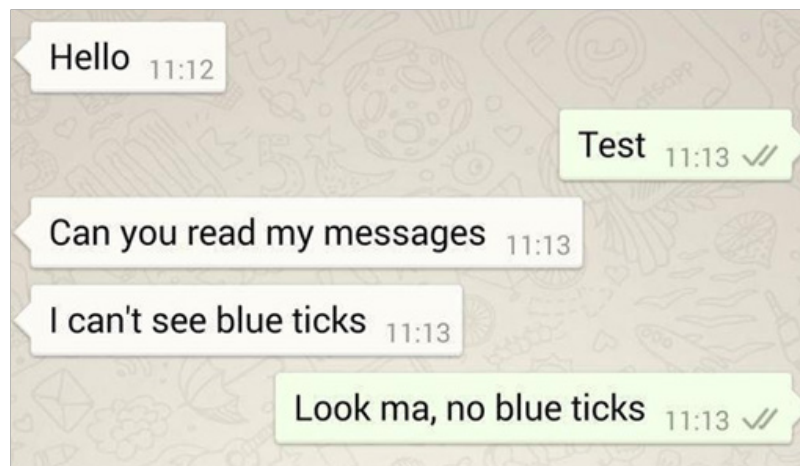 Hello 11:12
Test 11:13
Can you read my messages 11:13
I can't see blue ticks 11:13
Look ma, no blue ticks 11:13